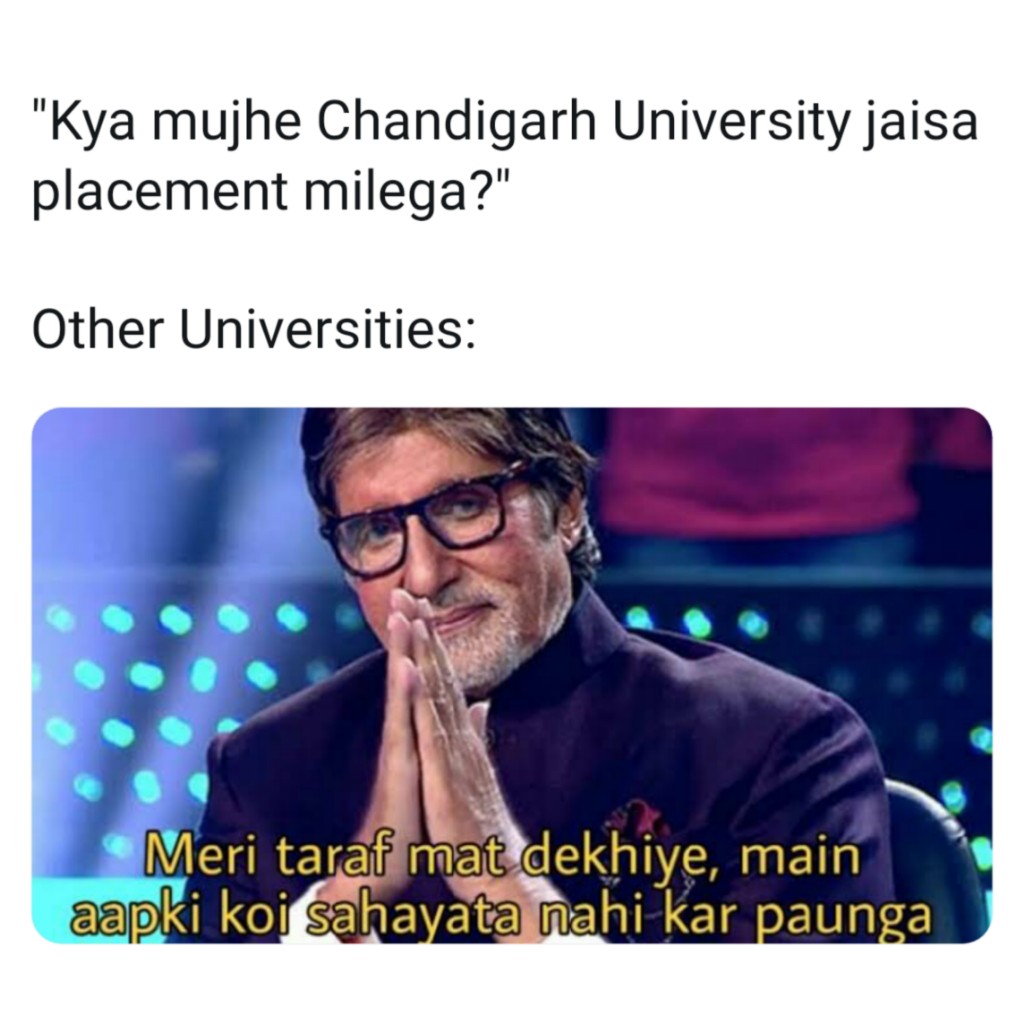 "Kya mujhe Chandigarh University jaisa
placement milega?"
Other Universities:
Meri taraf mat dekhiye, main
aapki koi sahayata nahi kar paunga